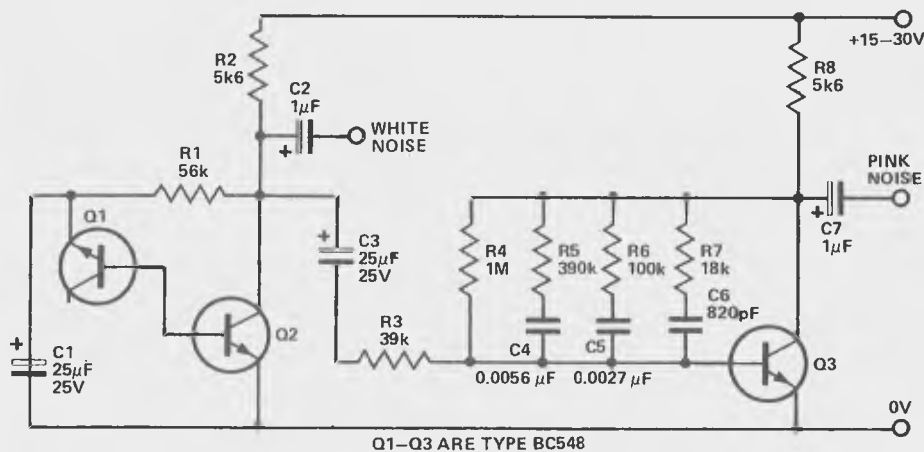 +15–30V
R2
5k6
R8
5k6
C2
1µF
+
WHITE
NOISE
R1
56k
PINK
NOISE
Q1
+
C3
25µF
25V
R4
1M
R5
390k
R6
100k
R7
18k
+
C7
1µF
C6
820pF
Q2
R3
39k
+
C1
25µF
25V
C4
C5
Q3
0.0056 µF
0.0027 µF
0V
Q1–Q3 ARE TYPE BC548